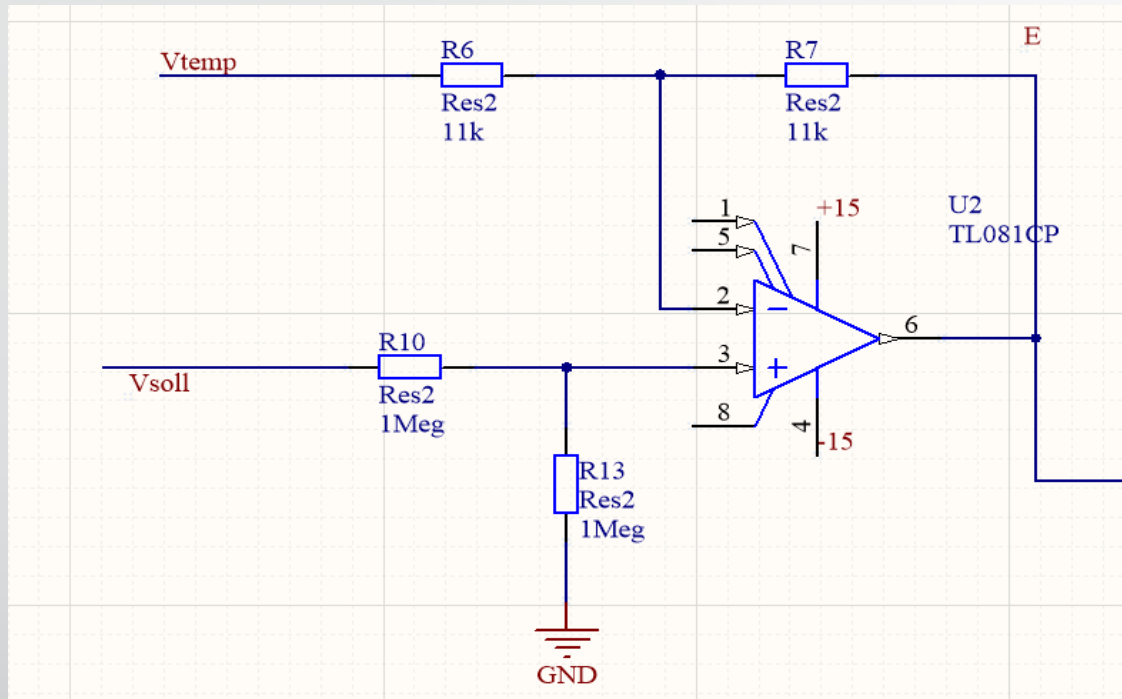 E
R6
R7
Vtemp
Res2
Res2
11k
11k
1
+15
U2
5
7
TL081CP
2
−
6
R10
3
+
Vsoll
Res2
8
4
1Meg
-15
R13
Res2
1Meg
GND